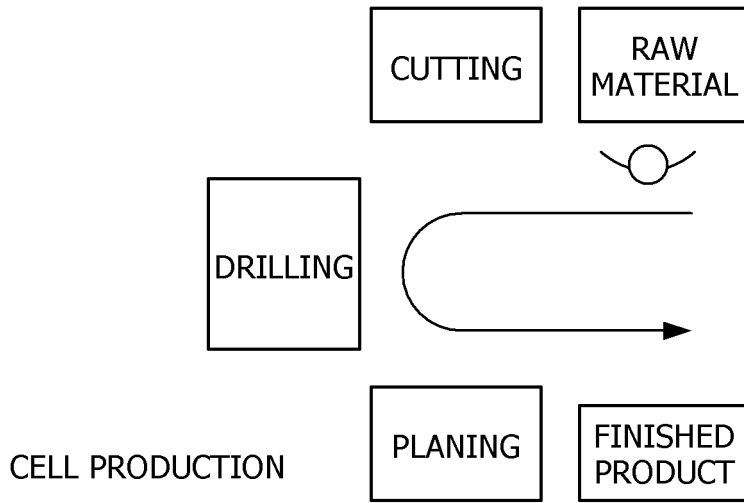 CUTTING
RAW
MATERIAL
DRILLING
PLANING
FINISHED
PRODUCT
CELL PRODUCTION